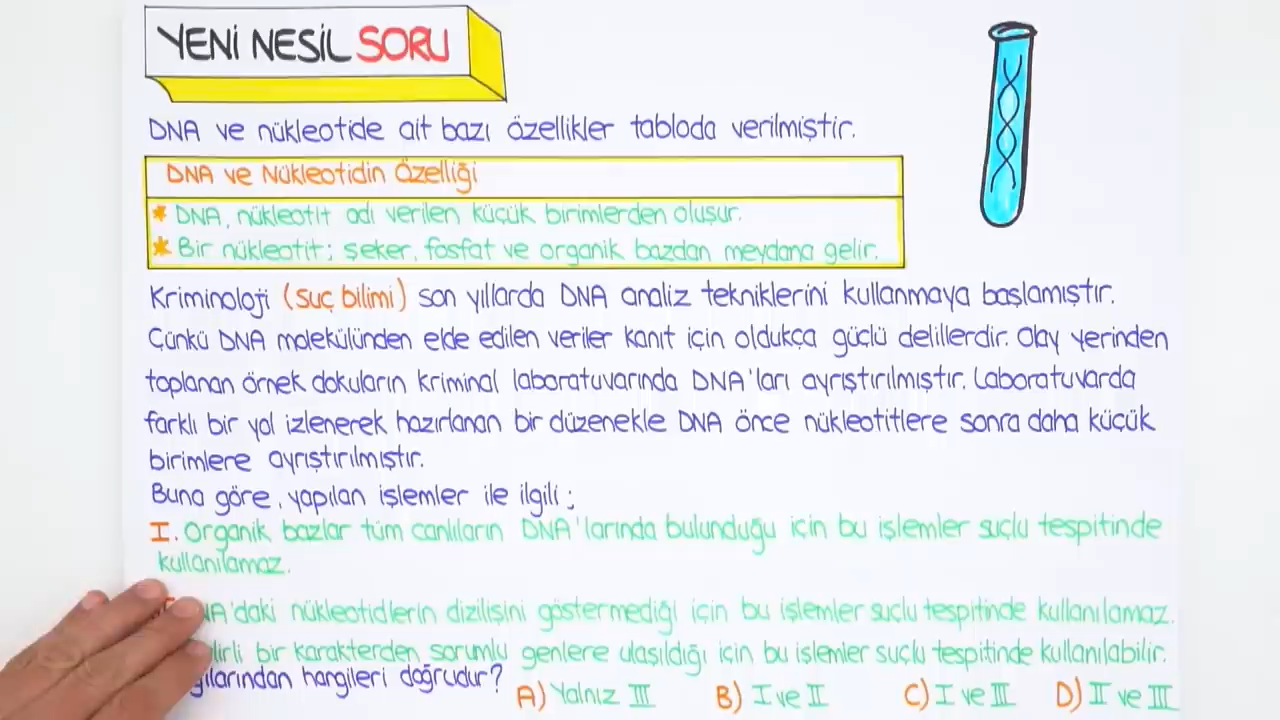 YENİ NESİL SORU
DNA ve nükleotide ait bazı özellikler tabloda verilmiştir.
DNA ve Nükleotidin Özelliği
* DNA, nükleotit adı verilen küçük birimlerden oluşur.
* Bir nükleotit; şeker, fosfat ve organik bazdan meydana gelir.
Kriminoloji (suç bilimi) son yıllarda DNA analiz tekniklerini kullanmaya başlamıştır.
Çünkü DNA molekülünden elde edilen veriler kanıt için oldukça güçlü delillerdir. Olay yerinden
toplanan örnek dokuların kriminal laboratuvarında DNA'ları ayrıştırılmıştır. Laboratuvarda
farklı bir yol izlenerek hazırlanan bir düzenekle DNA önce nükleotitlere sonra daha küçük
birimlere ayrıştırılmıştır.
Buna göre, yapılan işlemler ile ilgili;
I. Organik bazlar tüm canlıların DNA'larında bulunduğu için bu işlemler suçlu tespitinde
kullanılamaz.
NA'daki nükleotidlerin dizilişini göstermediği için bu işlemler suçlu tespitinde kullanılamaz.
lirli bir karakterden sorumlu genlere ulaşıldığı için bu işlemler suçlu tespitinde kullanılabilir.
gılarından hangileri doğrudur? A) Yalnız III B) I ve II C) I ve III D) II ve III